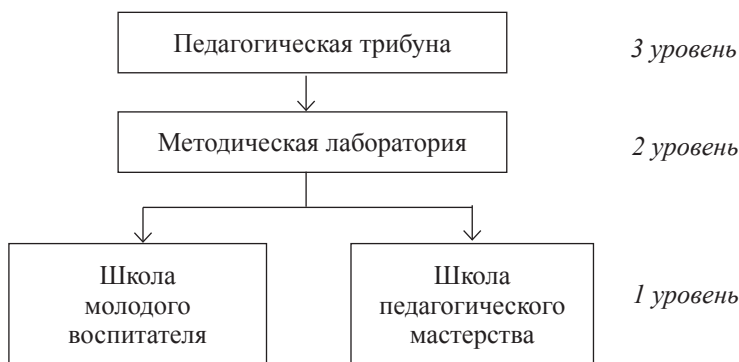 Педагогическая трибуна
3 уровень
Методическая лаборатория
2 уровень
Школа
молодого
воспитателя
Школа
педагогического
мастерства
1 уровень